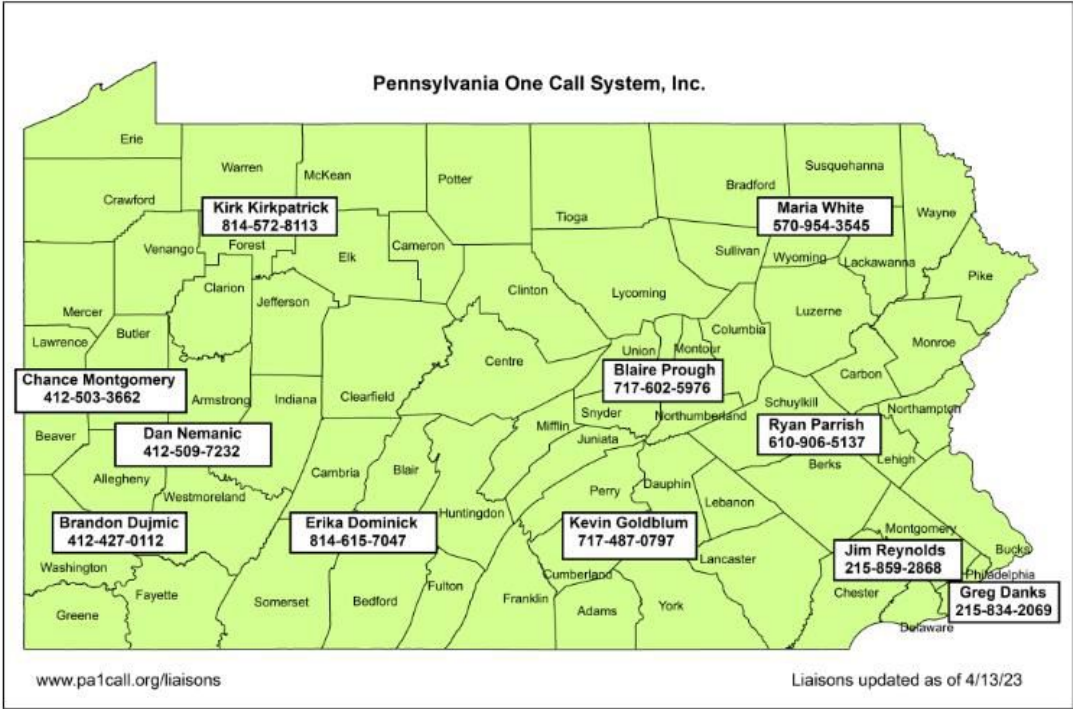 Pennsylvania One Call System, Inc.
Erie
Warren
McKean
Potter
Susquehanna
Bradford
Crawford
Tioga
Wayne
Kirk Kirkpatrick
814-572-8113
Maria White
570-954-3545
Venango
Forest
Elk
Cameron
Sullivan
Wyoming
Lackawanna
Pike
Clarion
Jefferson
Clinton
Lycoming
Luzerne
Mercer
Butler
Lawrence
Centre
Union
Montour
Columbia
Monroe
Chance Montgomery
412-503-3662
Blaire Prough
717-602-5976
Carbon
Armstrong
Indiana
Clearfield
Snyder
Northumberland
Schuylkill
Northampton
Beaver
Dan Nemanic
412-509-7232
Mifflin
Juniata
Ryan Parrish
610-906-5137
Allegheny
Westmoreland
Cambria
Blair
Huntingdon
Perry
Dauphin
Lebanon
Berks
Lehigh
Brandon Dujmic
412-427-0112
Erika Dominick
814-615-7047
Kevin Goldblum
717-487-0797
Montgomery
Bucks
Jim Reynolds
215-859-2868
Washington
Fayette
Greene
Somerset
Bedford
Fulton
Franklin
Cumberland
Adams
York
Lancaster
Chester
Philadelphia
Greg Danks
215-834-2069
Delaware
www.pa1call.org/liaisons
Liaisons updated as of 4/13/23